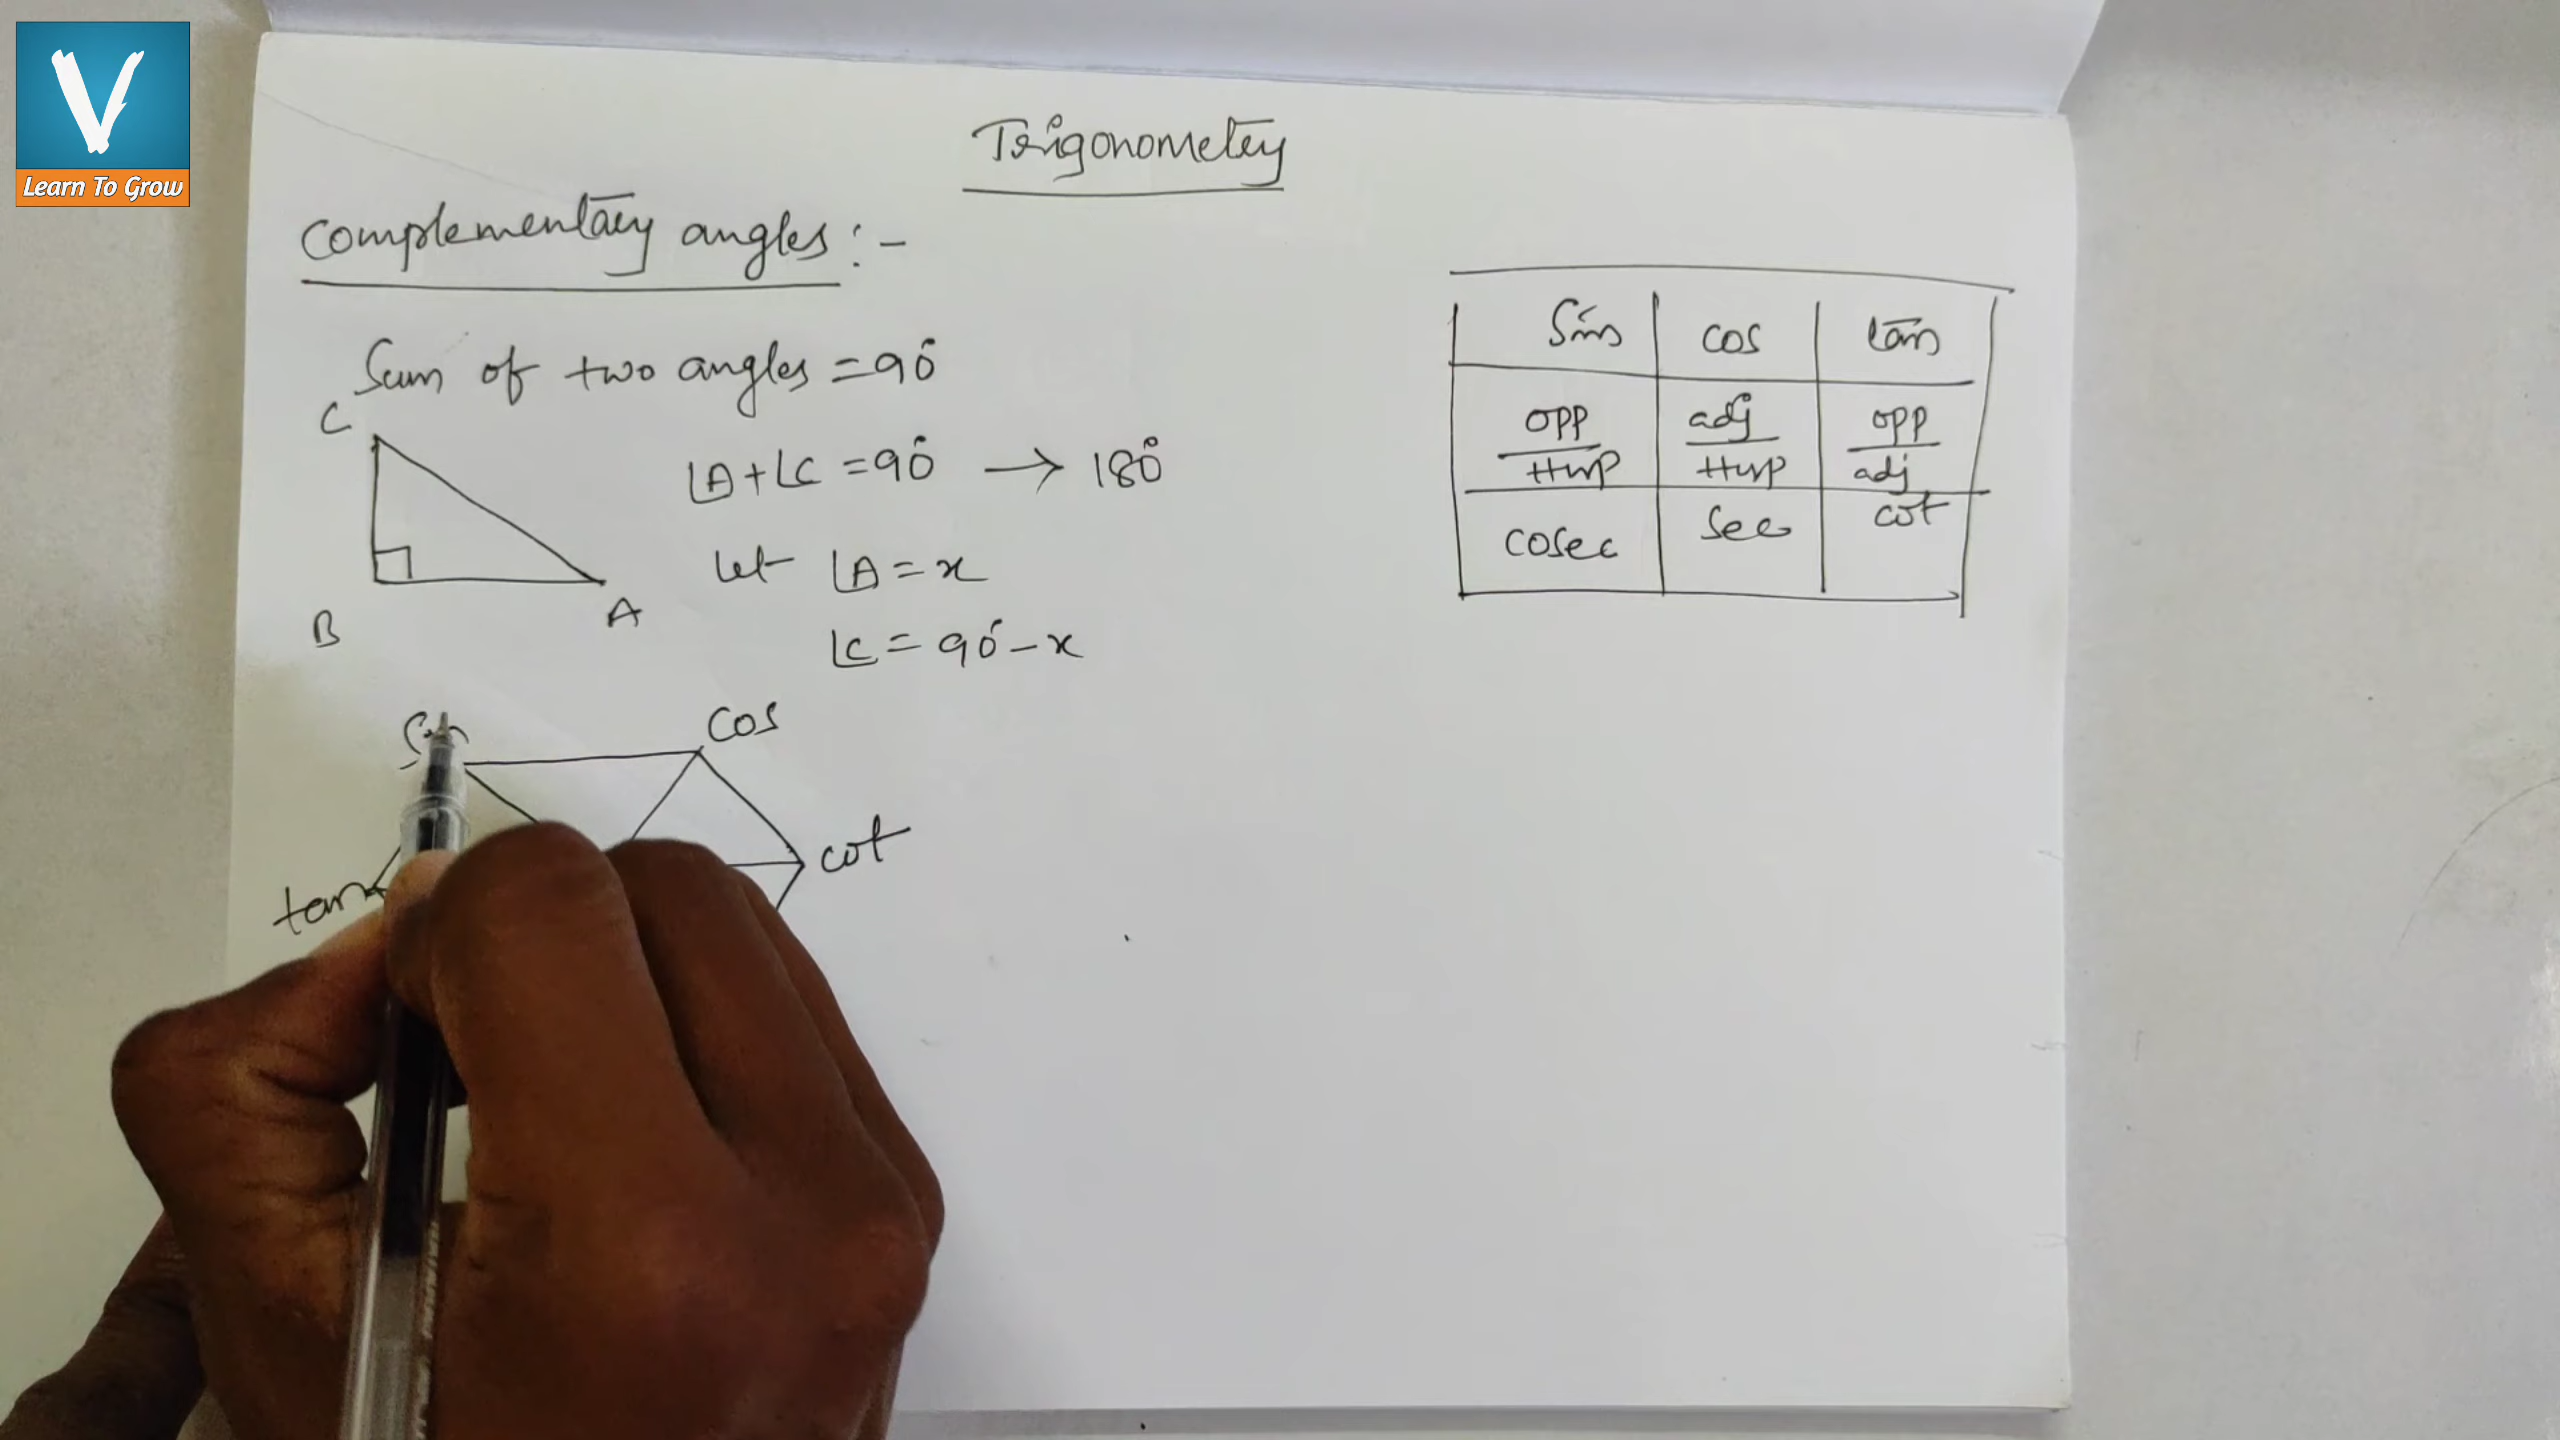 V
Learn To Grow
Trigonometry
Complementary angles :-
Sum of two angles = 90°
C
B
A
∠A + ∠C = 90° → 180°
Let ∠A = x
∠C = 90° - x
Sin cos tan
opp/Hyp adj/Hyp opp/adj
cosec sec cot
cos
cot
tan